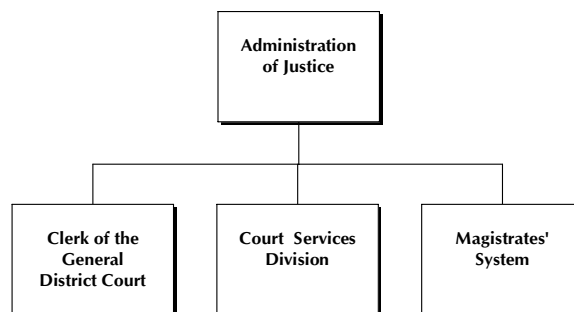 Administration
of Justice
Clerk of the
General
District Court
Court Services
Division
Magistrates'
System